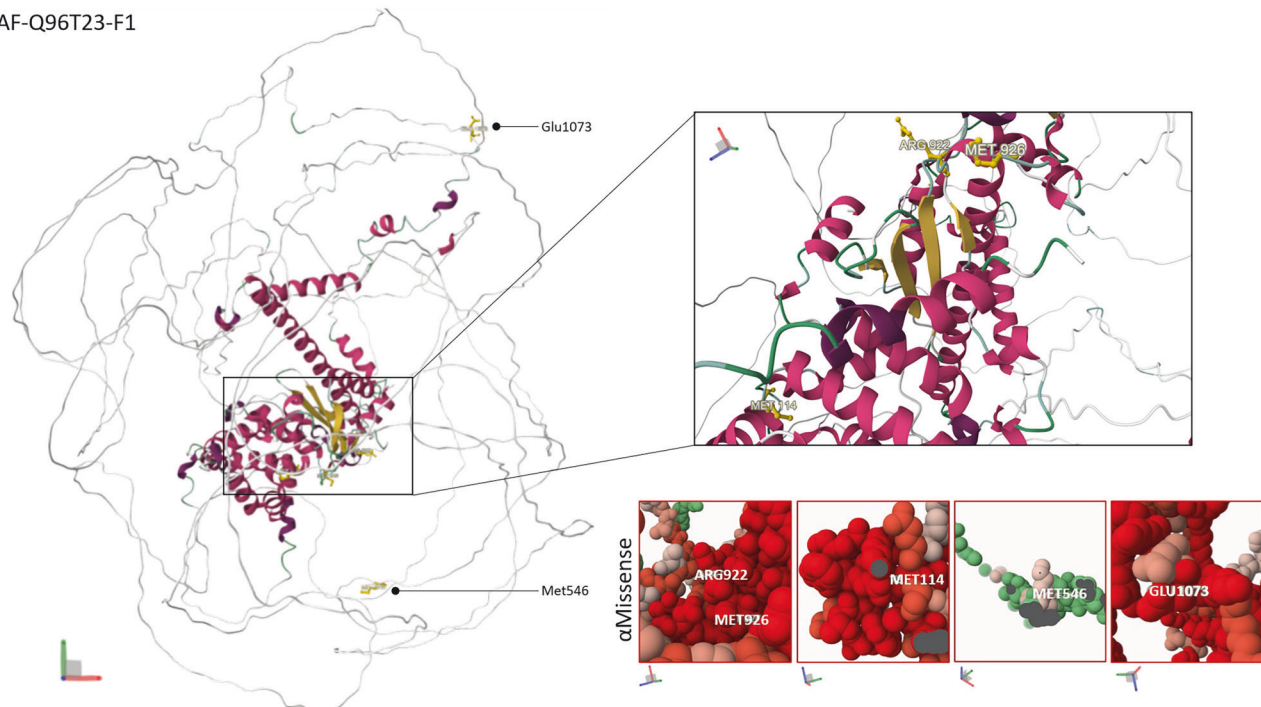 AF-Q96T23-F1
Glu1073
ARG 922
MET 926
MET 114
Met546
αMissense
ARG922
MET926
MET114
MET546
GLU1073